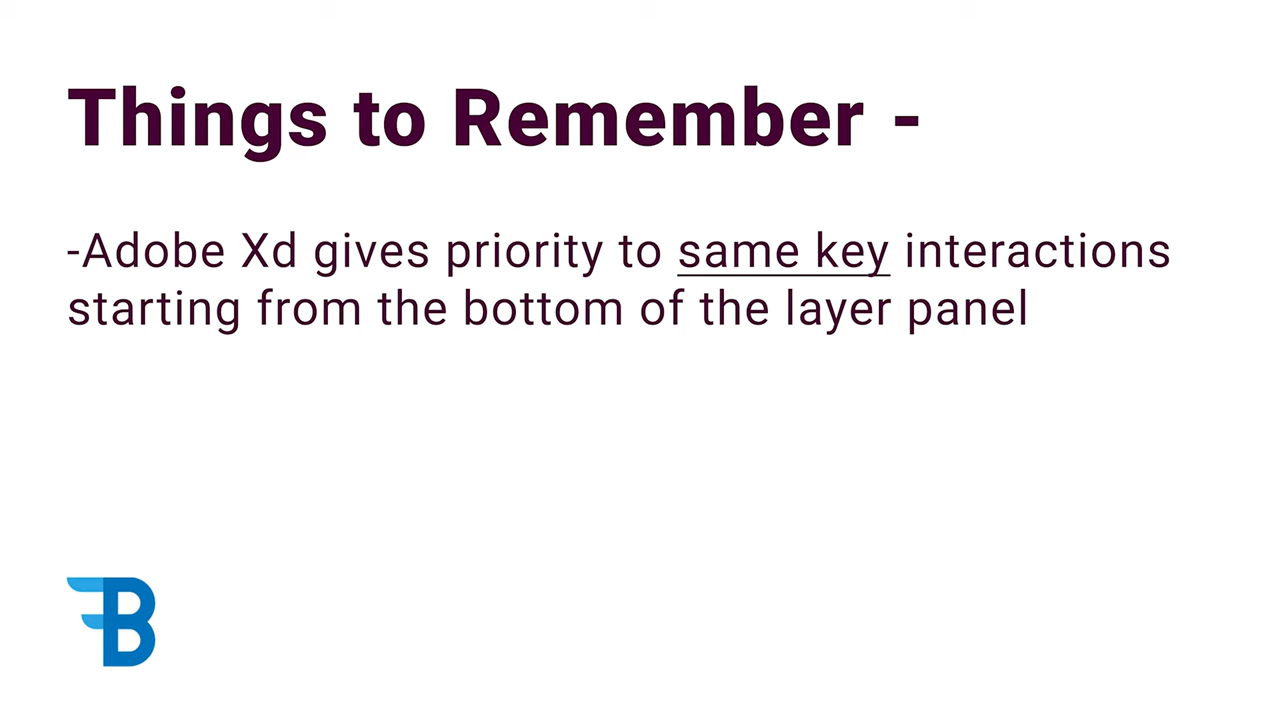 Things to Remember -
-Adobe Xd gives priority to same key interactions
starting from the bottom of the layer panel
B